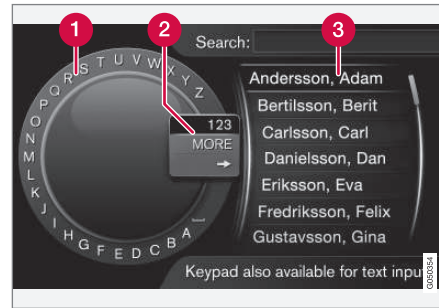 1
2
3
Search:
A B C D E F G H I J K L M N O P Q R S T U V W X Y Z
123
MORE
Andersson, Adam
Bertilsson, Berit
Carlsson, Carl
Danielsson, Dan
Eriksson, Eva
Fredriksson, Felix
Gustavsson, Gina
Keypad also available for text input
G050354